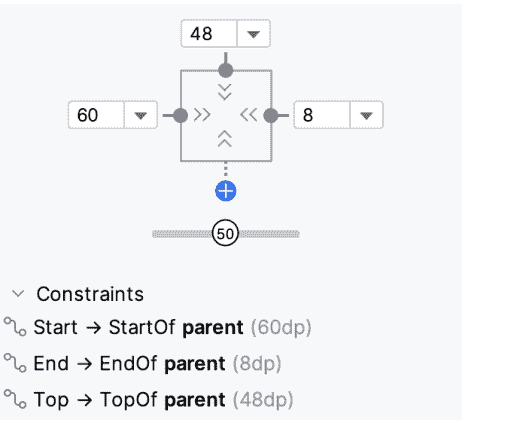 48
60
8
50
Constraints
Start → StartOf parent (60dp)
End → EndOf parent (8dp)
Top → TopOf parent (48dp)